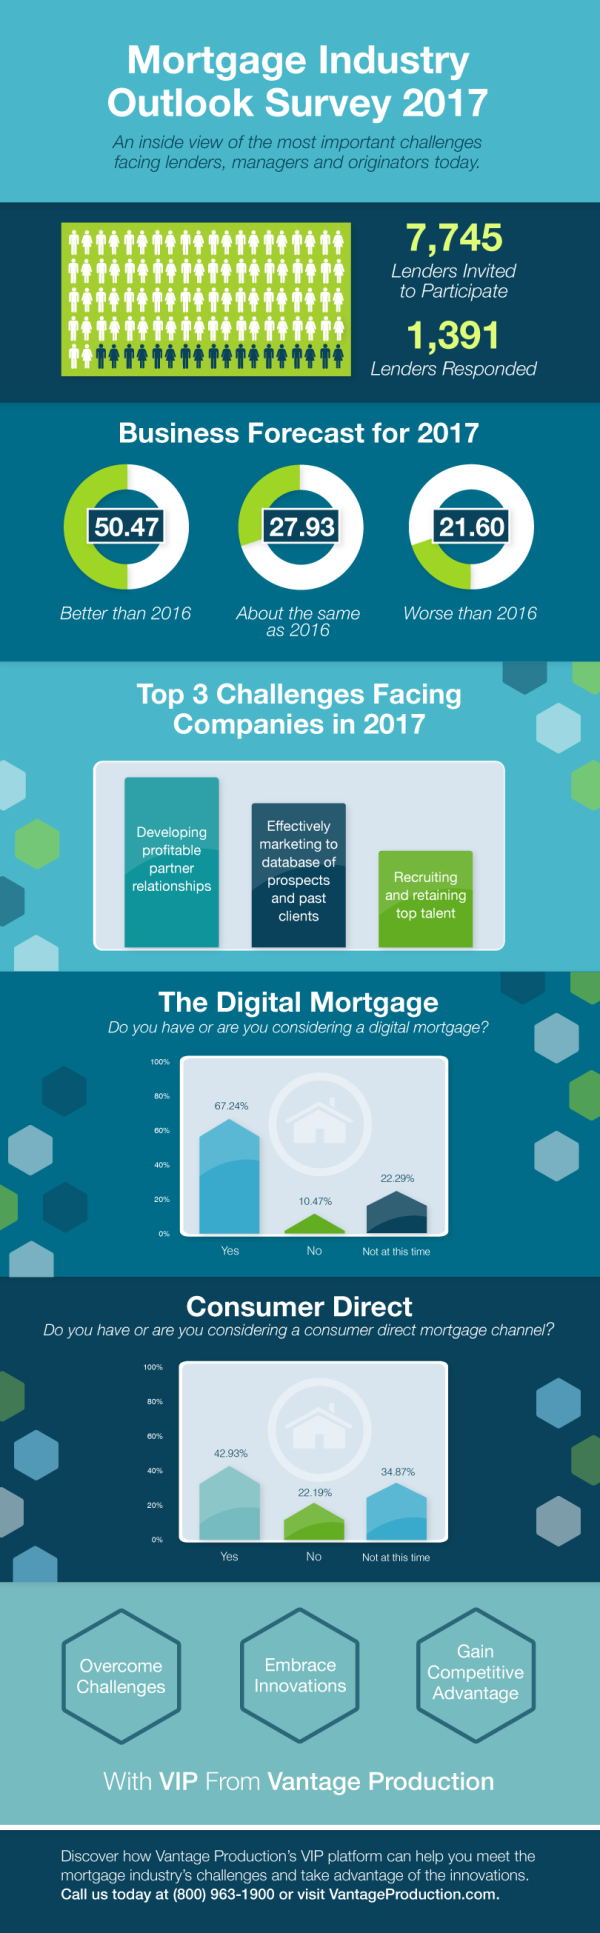 Mortgage Industry
Outlook Survey 2017
An inside view of the most important challenges
facing lenders, managers and originators today.
7,745
Lenders Invited
to Participate
1,391
Lenders Responded
Business Forecast for 2017
50.47
27.93
21.60
Better than 2016
About the same
as 2016
Worse than 2016
Top 3 Challenges Facing
Companies in 2017
Developing
profitable
partner
relationships
Effectively
marketing to
database of
prospects
and past
clients
Recruiting
and retaining
top talent
The Digital Mortgage
Do you have or are you considering a digital mortgage?
100%
80%
60%
40%
20%
0%
67.24%
10.47%
22.29%
Yes
No
Not at this time
Consumer Direct
Do you have or are you considering a consumer direct mortgage channel?
100%
80%
60%
40%
20%
0%
42.93%
22.19%
34.87%
Yes
No
Not at this time
Overcome
Challenges
Embrace
Innovations
Gain
Competitive
Advantage
With VIP From Vantage Production
Discover how Vantage Production's VIP platform can help you meet the
mortgage industry's challenges and take advantage of the innovations.
Call us today at (800) 963-1900 or visit VantageProduction.com.